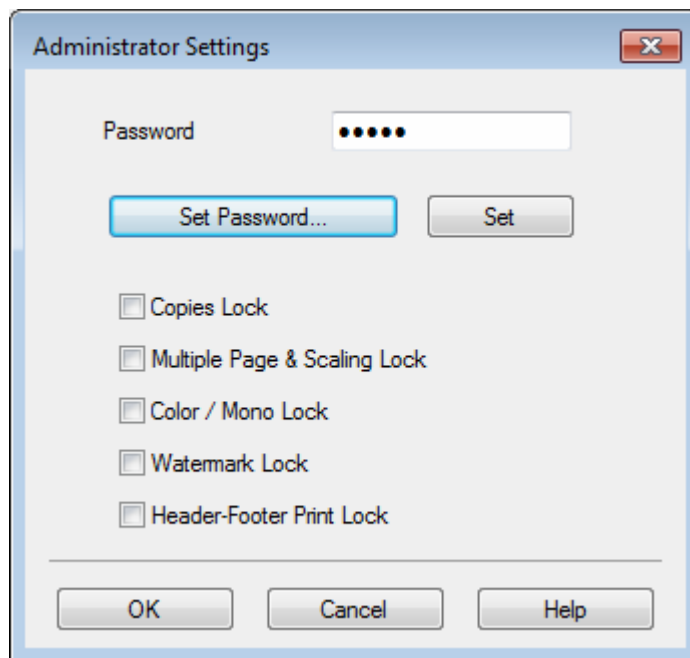 Administrator Settings
Password
●●●●●
Set Password...
Set
Copies Lock
Multiple Page & Scaling Lock
Color / Mono Lock
Watermark Lock
Header-Footer Print Lock
OK
Cancel
Help